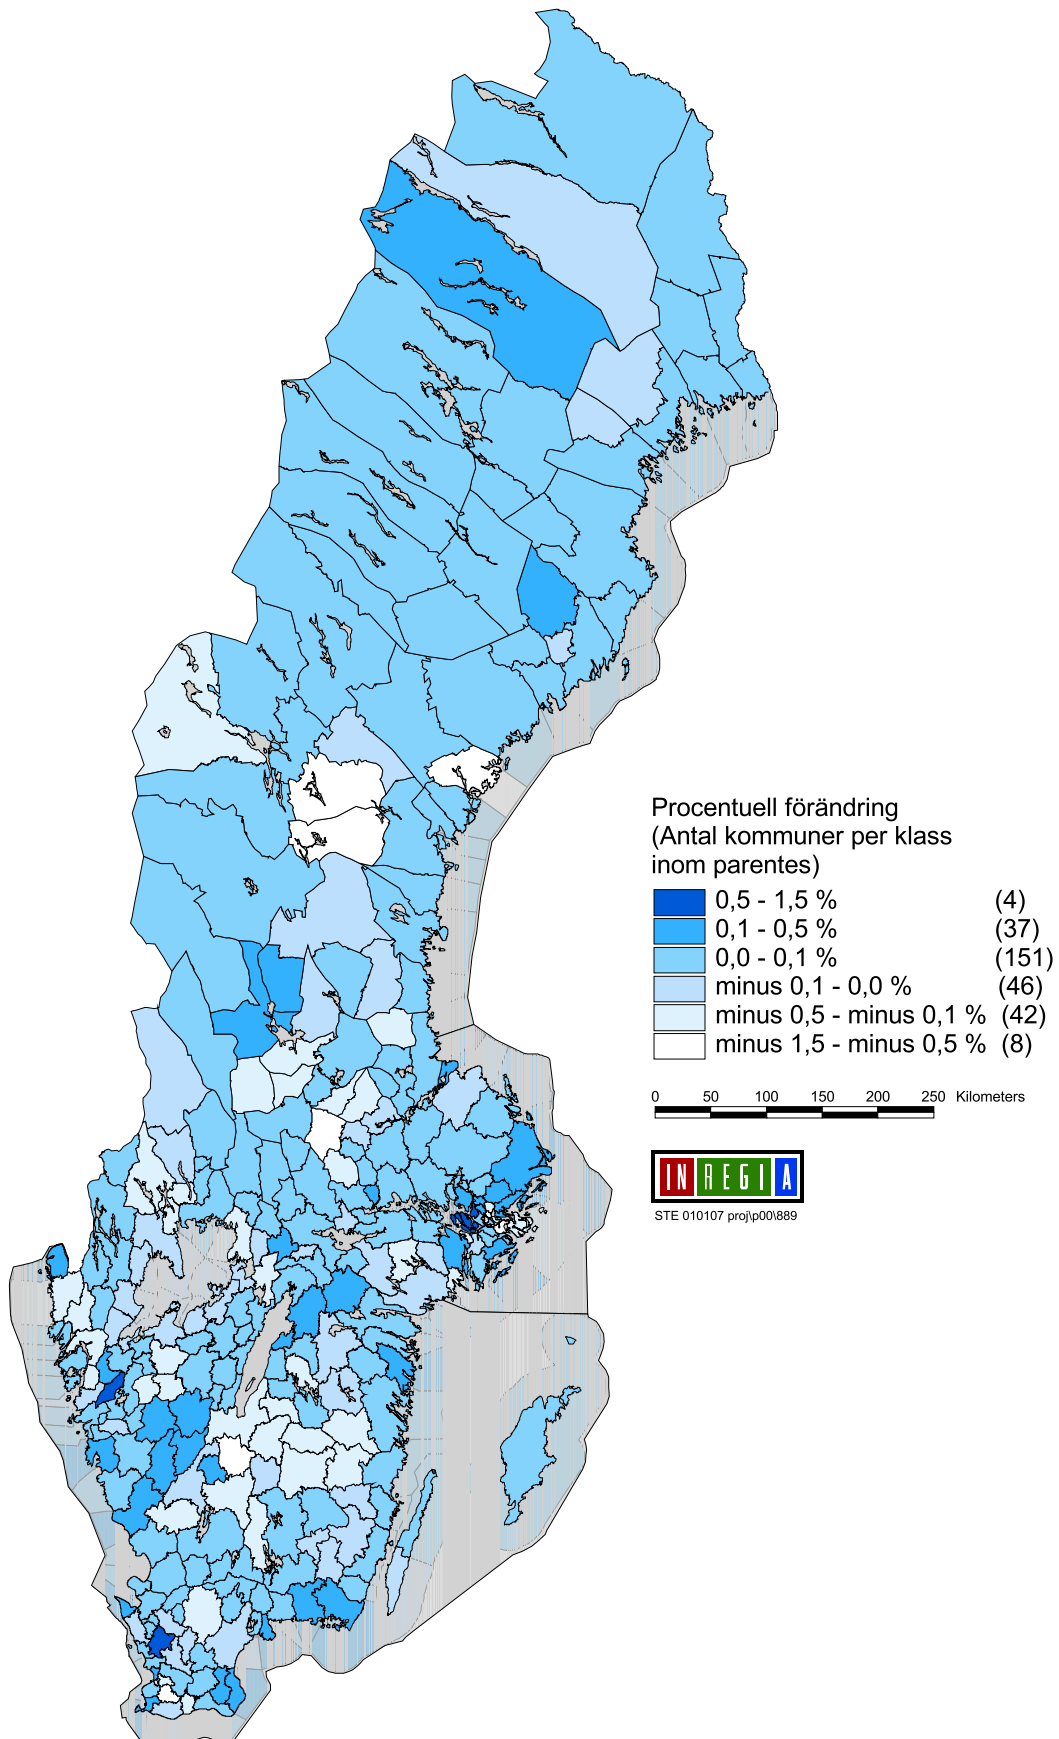 Procentuell förändring
(Antal kommuner per klass
inom parentes)
0,5 - 1,5 % (4)
0,1 - 0,5 % (37)
0,0 - 0,1 % (151)
minus 0,1 - 0,0 % (46)
minus 0,5 - minus 0,1 % (42)
minus 1,5 - minus 0,5 % (8)
0 50 100 150 200 250 Kilometers
INREGIA
STE 010107 proj\p00\889